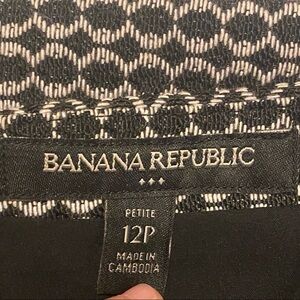 BANANA REPUBLIC
PETITE
12P
MADE IN
CAMBODIA